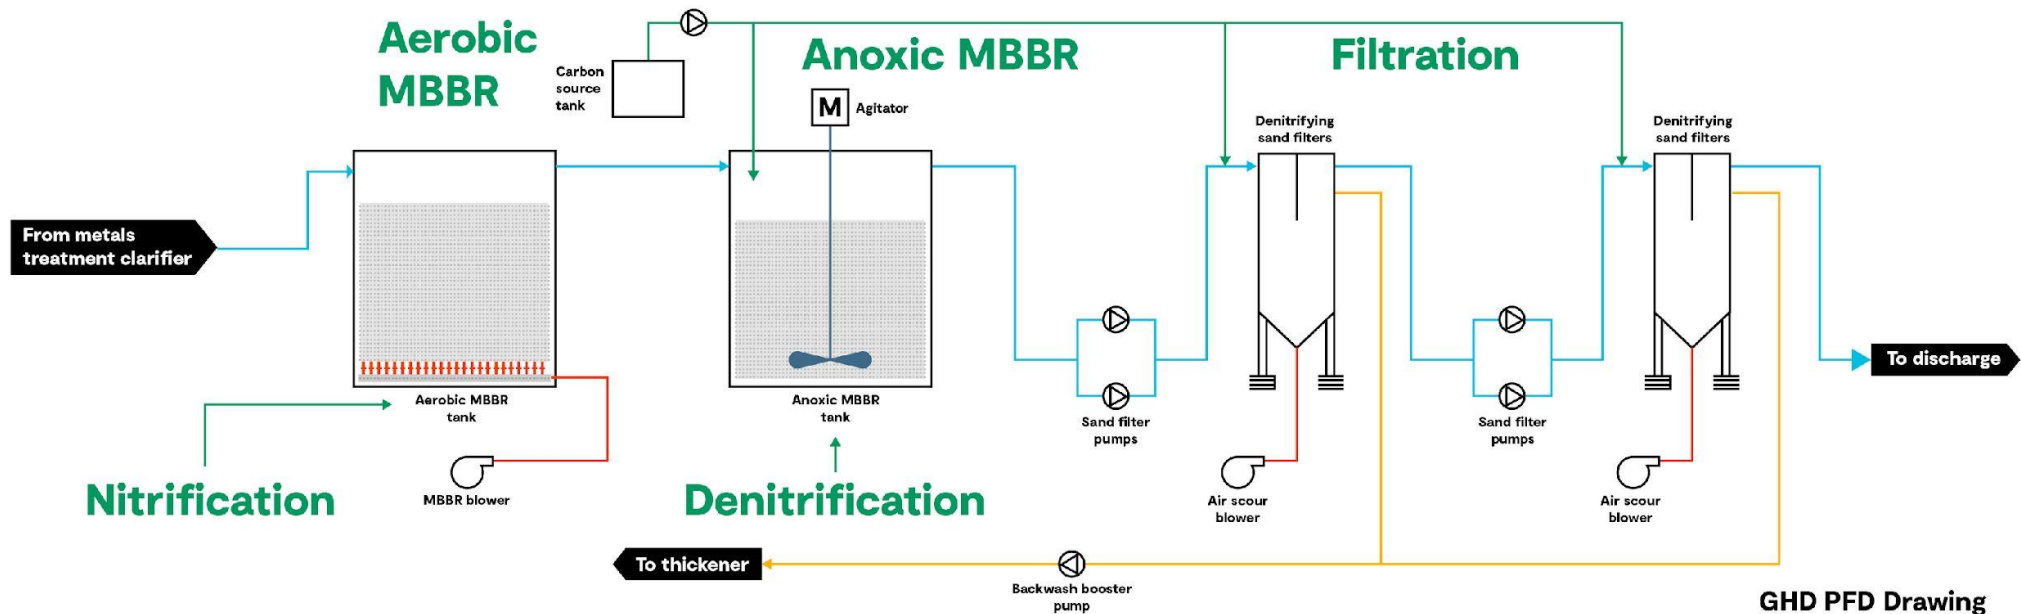 Aerobic
MBBR
Carbon
source
tank
Anoxic MBBR
Filtration
M
Agitator
Denitrifying
sand filters
Denitrifying
sand filters
From metals
treatment clarifier
To discharge
Aerobic MBBR
tank
Anoxic MBBR
tank
Sand filter
pumps
Sand filter
pumps
Nitrification
MBBR blower
Denitrification
Air scour
blower
Air scour
blower
To thickener
Backwash booster
pump
GHD PFD Drawing